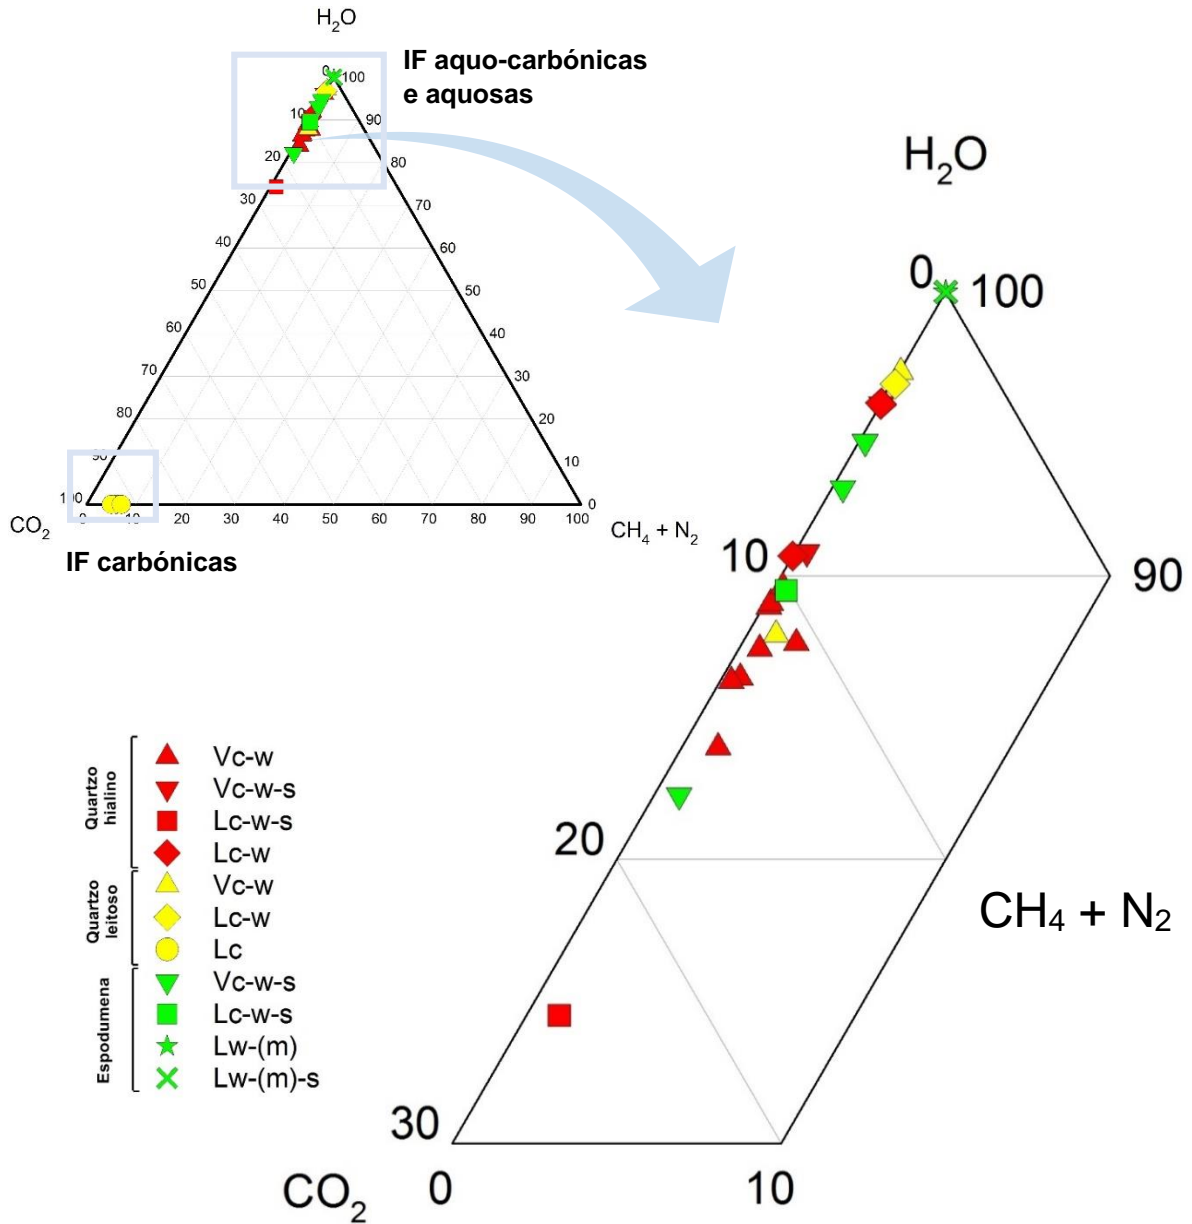 H₂O
IF aquo-carbónicas
e aquosas
0
100
10
90
20
80
30
70
40
60
50
50
60
40
70
30
80
20
90
10
100
0
0 10 20 30 40 50 60 70 80 90 100
CO₂
CH₄ + N₂
IF carbónicas
H₂O
0
100
10
90
20
CH₄ + N₂
30
CO₂
0
10
Quartzo
hialino
Vc-w
Vc-w-s
Lc-w-s
Lc-w
Quartzo
leitoso
Vc-w
Lc-w
Lc
Espodumena
Vc-w-s
Lc-w-s
Lw-(m)
Lw-(m)-s